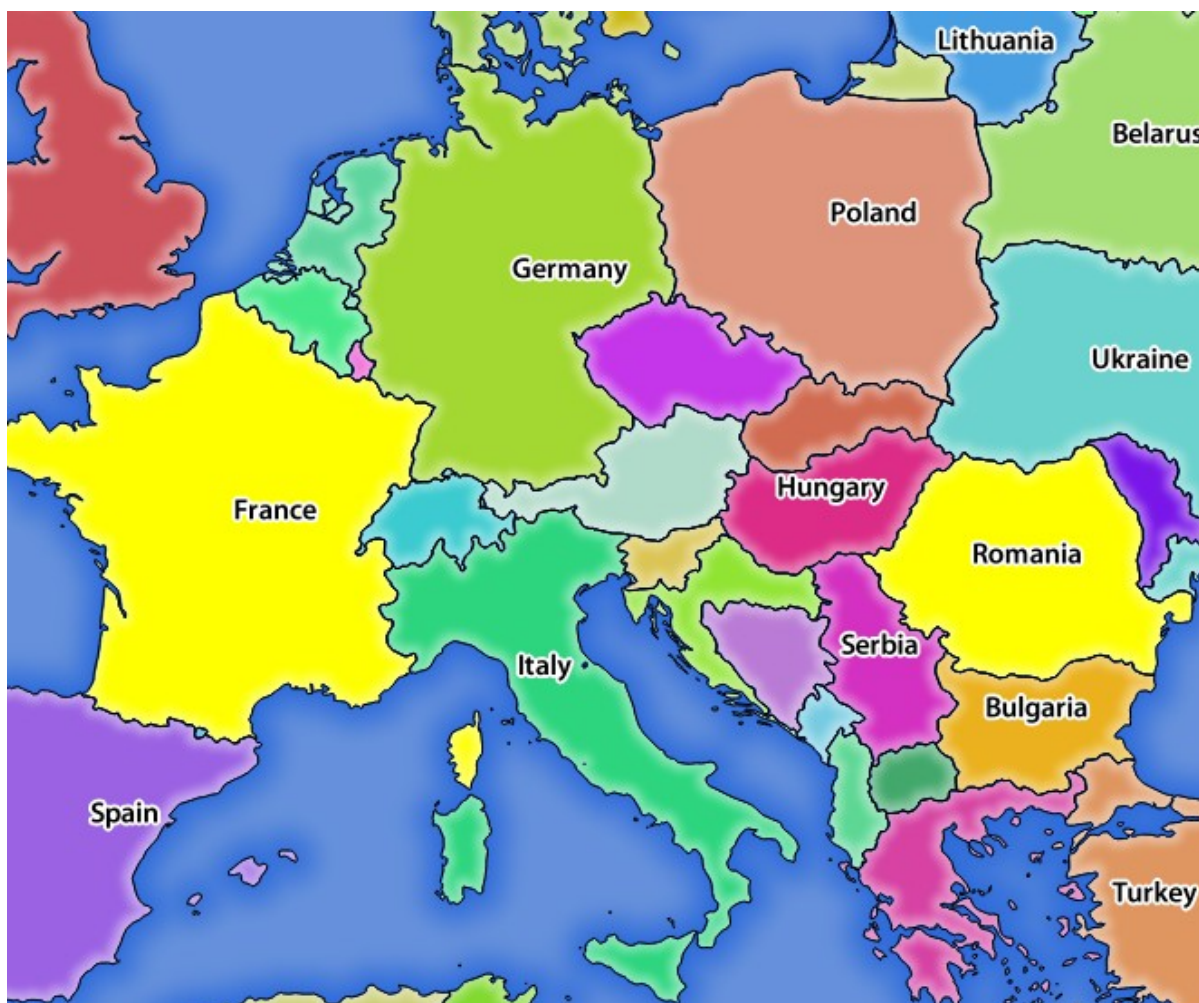 Lithuania
Belarus
Poland
Germany
Ukraine
Hungary
France
Romania
Serbia
Italy
Bulgaria
Spain
Turkey